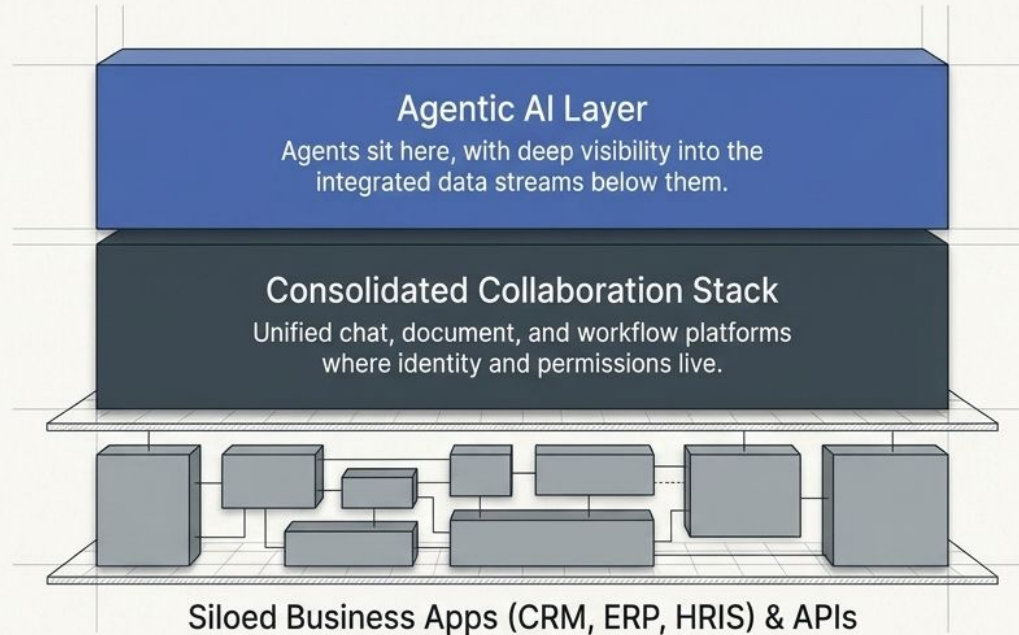 Agentic AI Layer
Agents sit here, with deep visibility into the
integrated data streams below them.
Consolidated Collaboration Stack
Unified chat, document, and workflow platforms
where identity and permissions live.
Siloed Business Apps (CRM, ERP, HRIS) & APIs